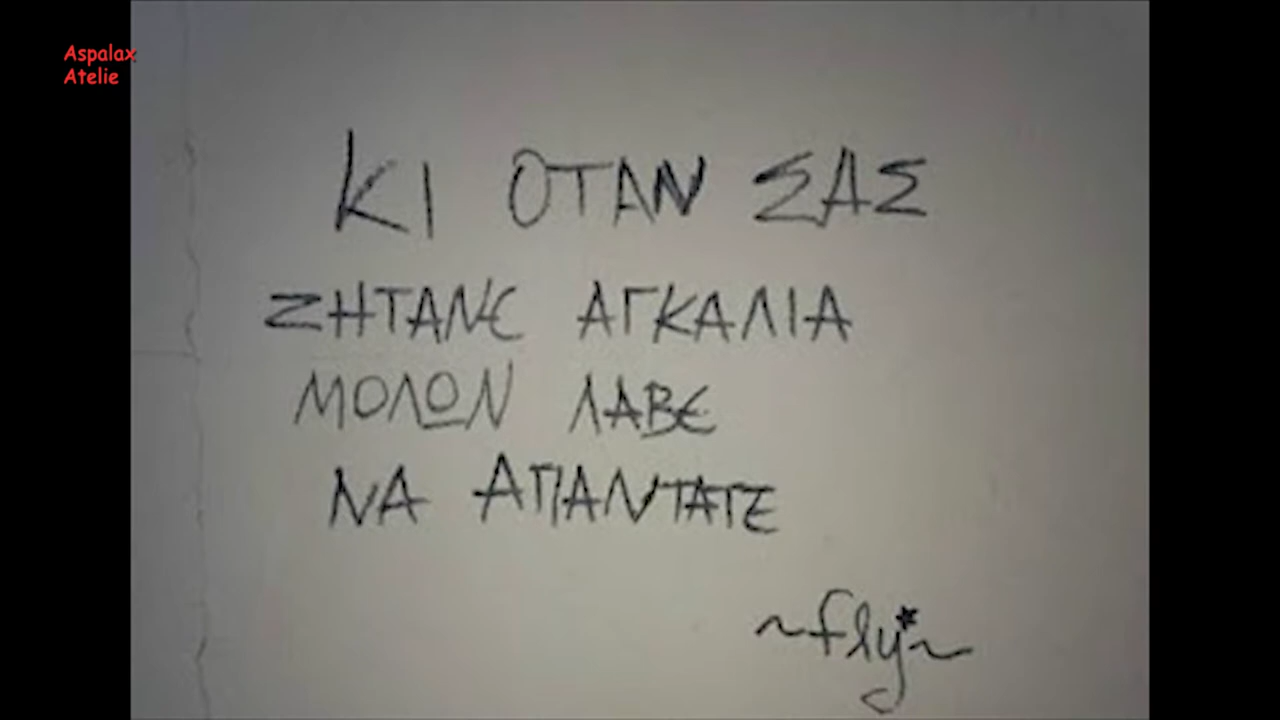 Aspalax
Atelie
ΚΙ ΟΤΑΝ ΣΑΣ
ΖΗΤΑΝΕ ΑΓΚΑΛΙΑ
ΜΟΛΩΝ ΛΑΒΕ
ΝΑ ΑΠΑΝΤΑΤΕ
~fly*~